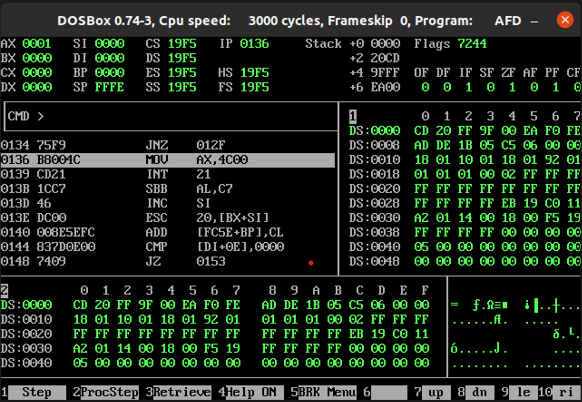 DOSBox 0.74-3, Cpu speed: 3000 cycles, Frameskip 0, Program: AFD
AX 0001 SI 0000 CS 19F5 IP 0136 Stack +0 0000 Flags 7244
BX 0000 DI 0000 DS 19F5 +2 20CD
CX 0000 BP 0000 ES 19F5 HS 19F5 +4 9FFF OF DF IF SF ZF AF PF CF
DX 0000 SP FFFE SS 19F5 FS 19F5 +6 EA00 0 0 1 0 1 0 1 0
CMD >
1 0 1 2 3 4 5 6 7
DS:0000 CD 20 FF 9F 00 EA F0 FE
DS:0008 AD DE 1B 05 C5 06 00 00
DS:0010 18 01 10 01 18 01 92 01
DS:0018 01 01 01 00 02 FF FF FF
DS:0020 FF FF FF FF FF FF FF FF
DS:0028 FF FF FF FF EB 19 C0 11
DS:0030 A2 01 14 00 18 00 F5 19
DS:0038 FF FF FF FF 00 00 00 00
DS:0040 05 00 00 00 00 00 00 00
DS:0048 00 00 00 00 00 00 00 00
0134 75F9 JNZ 012F
0136 B8004C MOV AX,4C00
0139 CD21 INT 21
013B 1CC7 SBB AL,C7
013D 46 INC SI
013E DC00 ESC 20,[BX+SI]
0140 008E5EFC ADD [FC5E+BP],CL
0144 837D0E00 CMP [DI+0E],0000
0148 7409 JZ 0153
2 0 1 2 3 4 5 6 7 8 9 A B C D E F
DS:0000 CD 20 FF 9F 00 EA F0 FE AD DE 1B 05 C5 06 00 00
DS:0010 18 01 10 01 18 01 92 01 01 01 01 00 02 FF FF FF
DS:0020 FF FF FF FF FF FF FF FF FF FF FF FF EB 19 C0 11
DS:0030 A2 01 14 00 18 00 F5 19 FF FF FF FF 00 00 00 00
DS:0040 05 00 00 00 00 00 00 00 00 00 00 00 00 00 00 00
1 Step 2 ProcStep 3 Retrieve 4 Help ON 5 BRK Menu 6 7 up 8 dn 9 le 10 ri